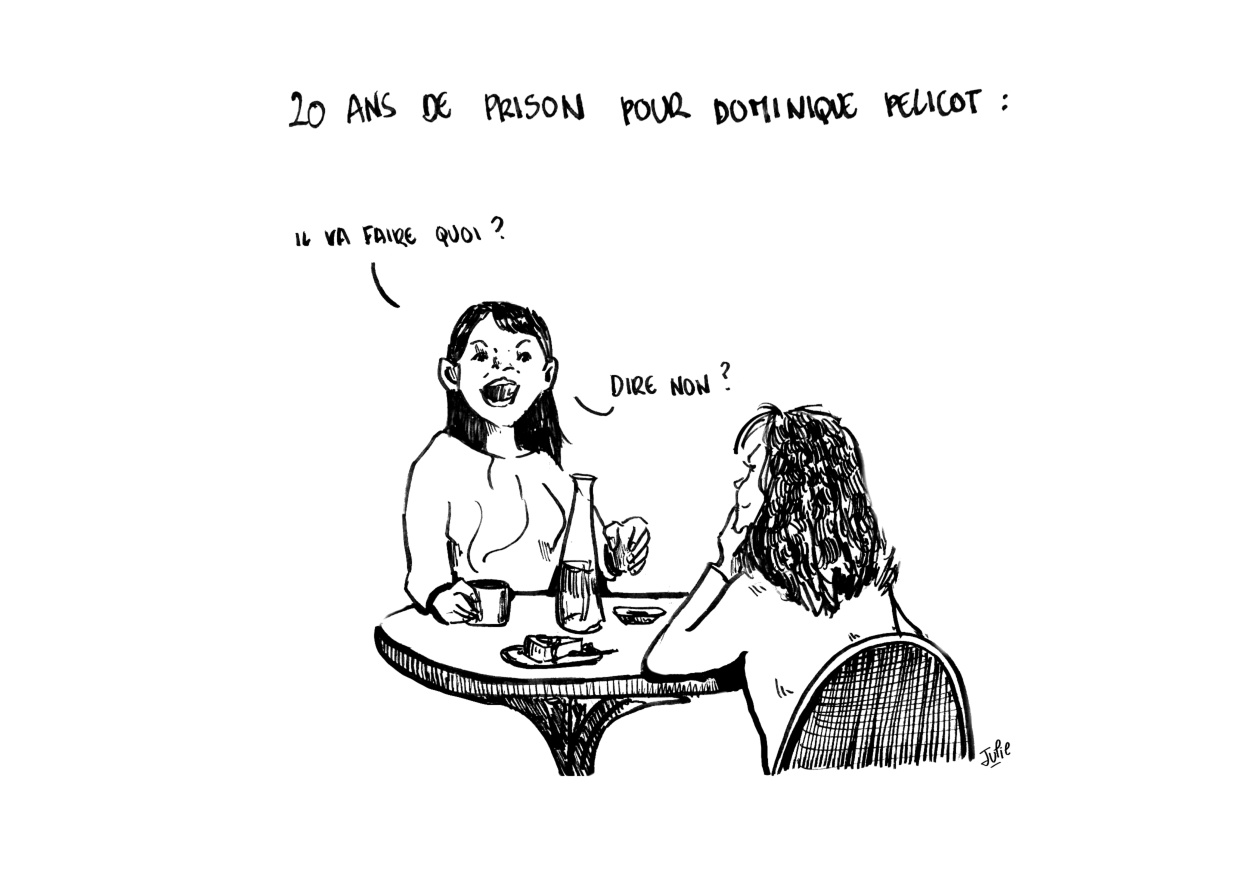 20 ANS DE PRISON POUR DOMINIQUE PELICOT :
IL VA FAIRE QUOI ?
DIRE NON ?
Julie